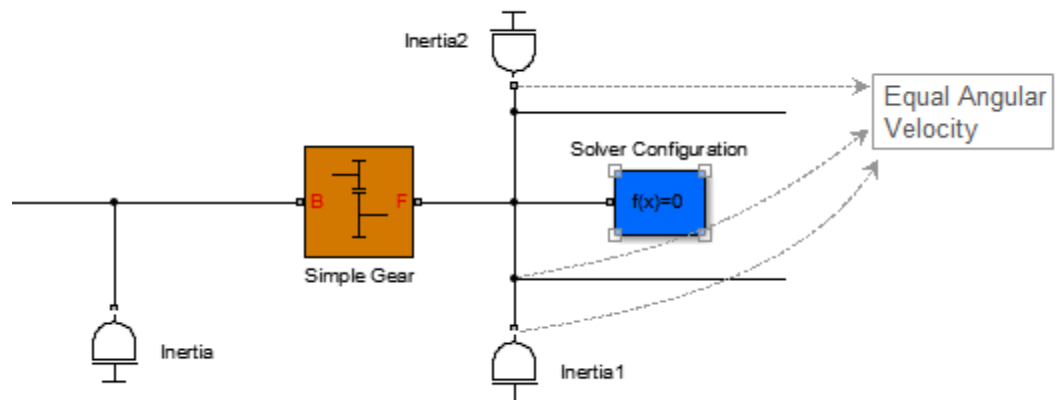 Inertia2
Equal Angular
Velocity
Solver Configuration
B
F
f(x)=0
Simple Gear
Inertia
Inertia1